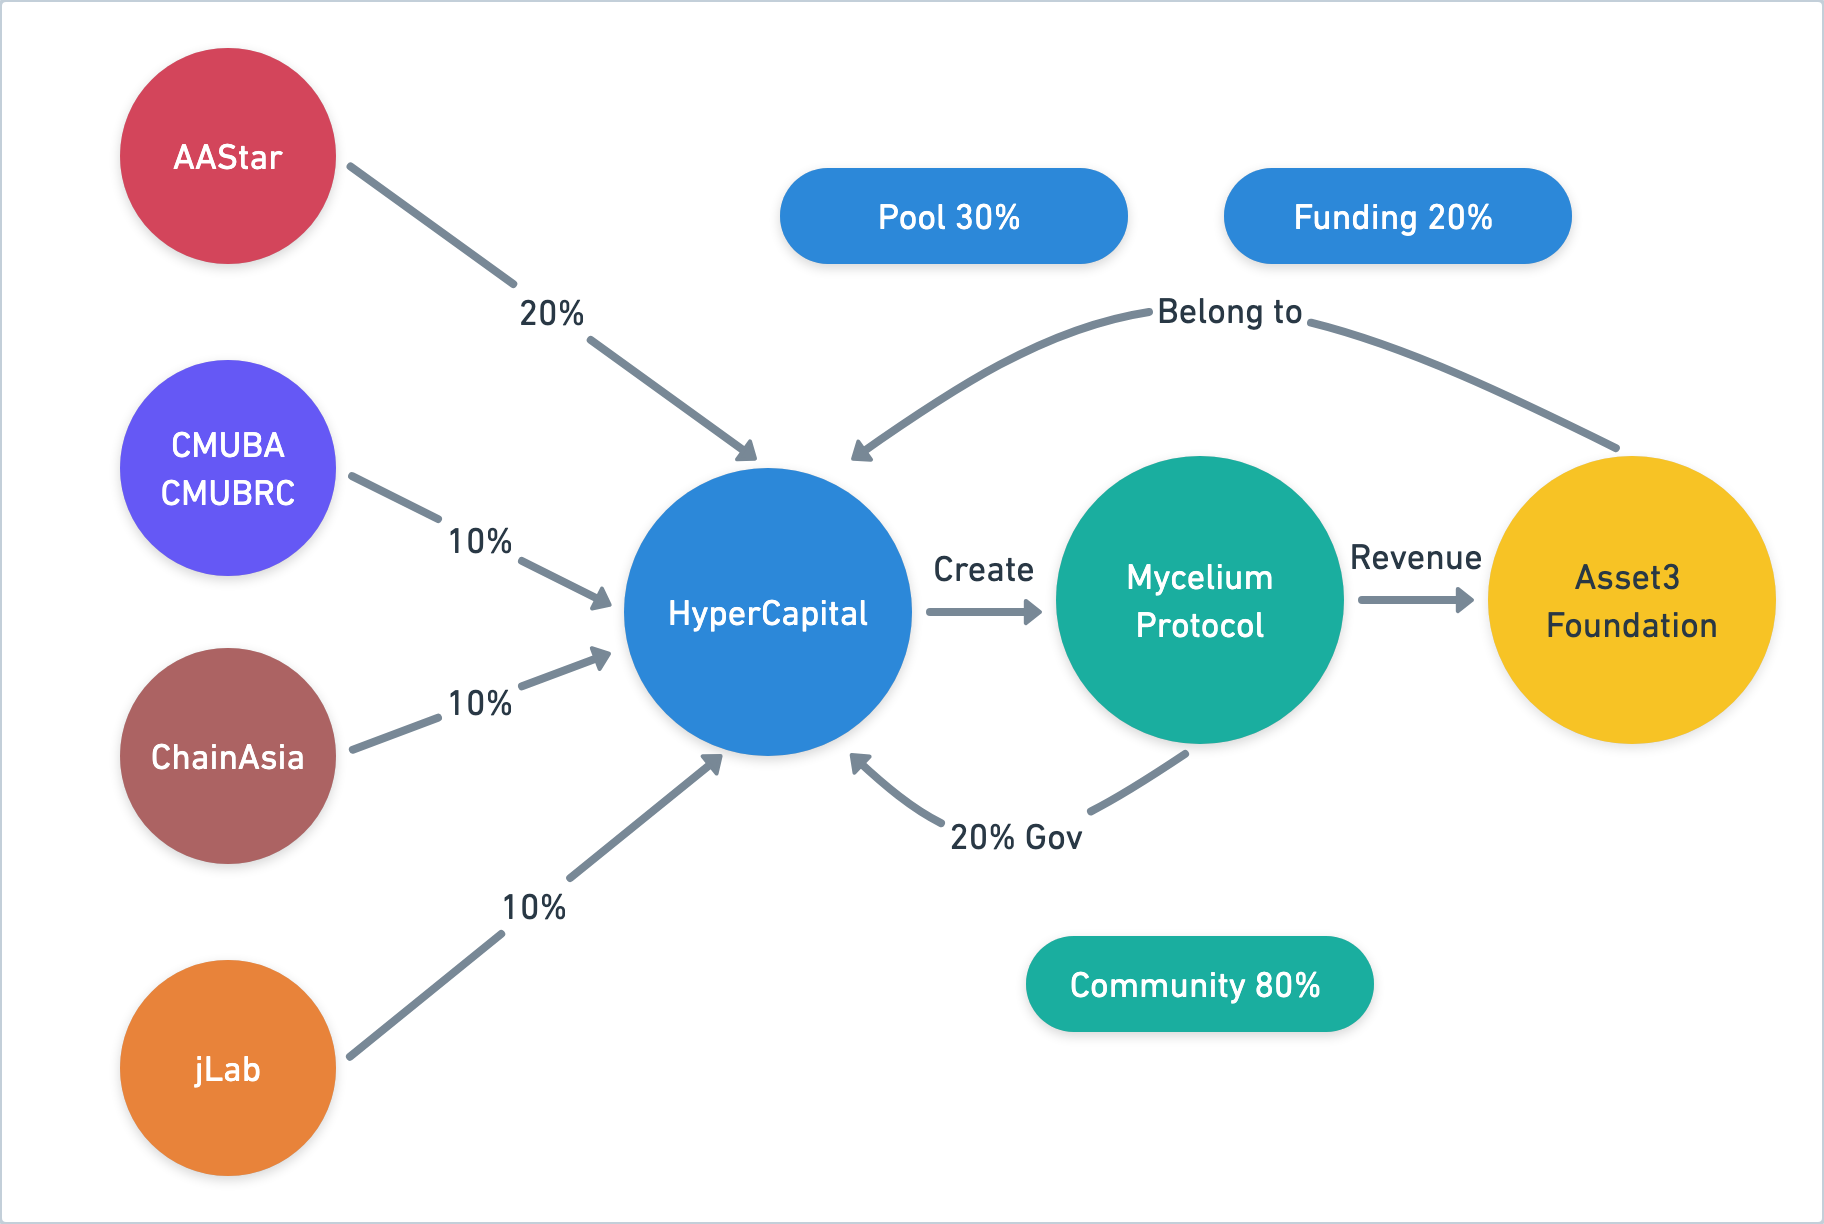 AAStar
Pool 30%
Funding 20%
20%
Belong to
CMUBA
CMUBRC
10%
HyperCapital
Create
Mycelium
Protocol
Revenue
Asset3
Foundation
10%
ChainAsia
20% Gov
10%
Community 80%
jLab